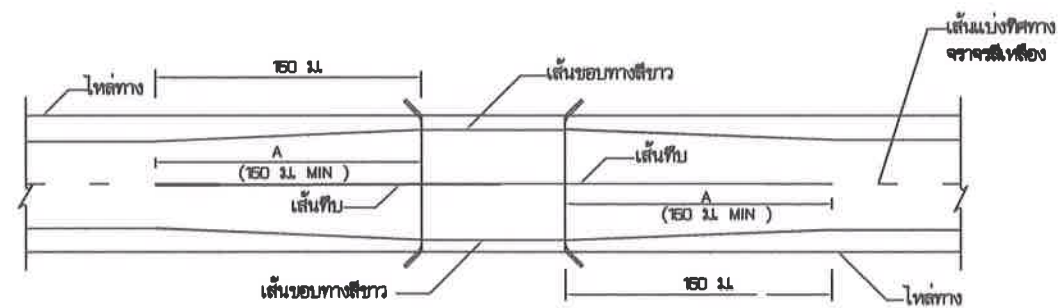 เส้นแบ่งทิศทาง
จราจรสีเหลือง
150 ม.
ไหล่ทาง
เส้นขอบทางสีขาว
A
(150 ม. MIN )
เส้นทึบ
เส้นทึบ
A
(150 ม. MIN )
เส้นขอบทางสีขาว
150 ม.
ไหล่ทาง